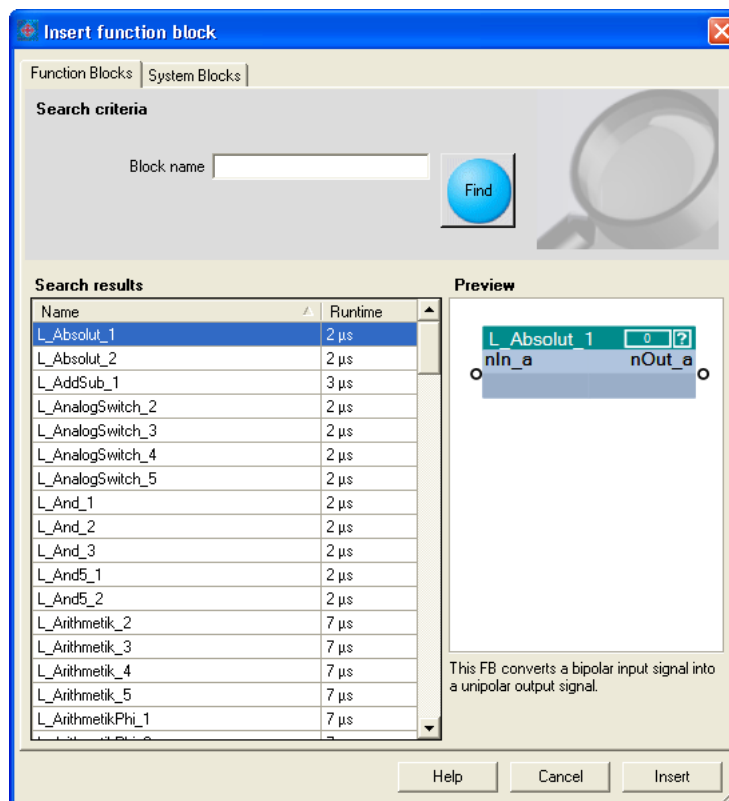 Insert function block
Function Blocks System Blocks
Search criteria
Block name
Find
Search results
Name Runtime
L_Absolut_1 2 µs
L_Absolut_2 2 µs
L_AddSub_1 3 µs
L_AnalogSwitch_2 2 µs
L_AnalogSwitch_3 2 µs
L_AnalogSwitch_4 2 µs
L_AnalogSwitch_5 2 µs
L_And_1 2 µs
L_And_2 2 µs
L_And_3 2 µs
L_And5_1 2 µs
L_And5_2 2 µs
L_Arithmetik_2 7 µs
L_Arithmetik_3 7 µs
L_Arithmetik_4 7 µs
L_Arithmetik_5 7 µs
L_ArithmetikPhi_1 7 µs
Preview
L_Absolut_1 0 ?
nIn_a nOut_a
This FB converts a bipolar input signal into
a unipolar output signal.
Help Cancel Insert